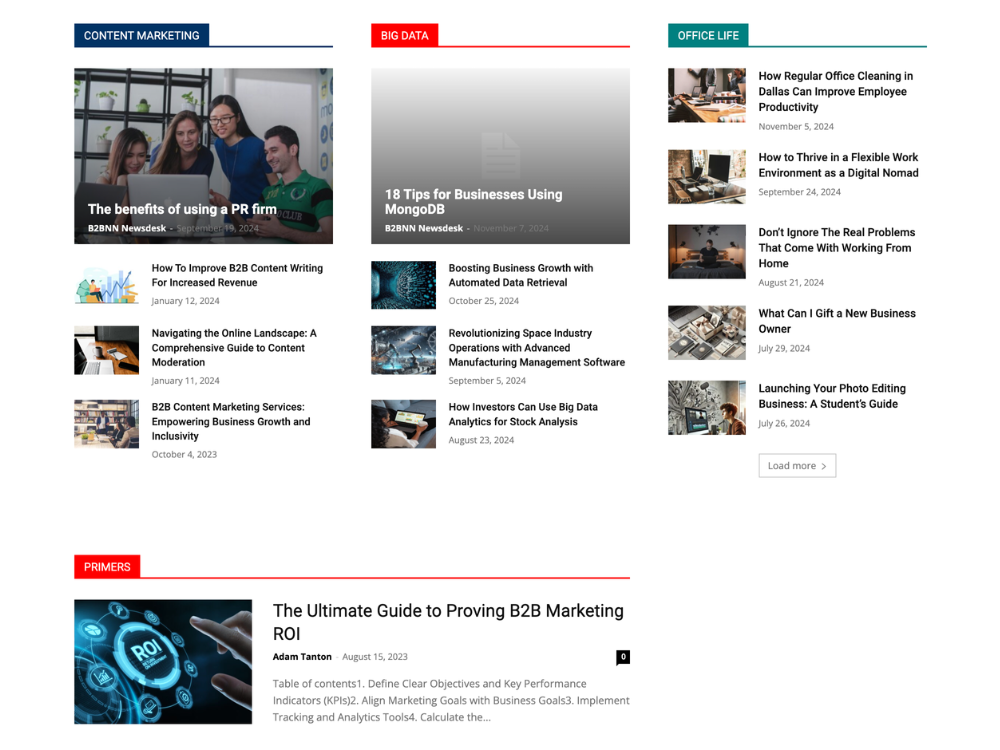 CONTENT MARKETING
The benefits of using a PR firm
B2BNN Newsdesk - September 19, 2024
How To Improve B2B Content Writing
For Increased Revenue
January 12, 2024
Navigating the Online Landscape: A
Comprehensive Guide to Content
Moderation
January 11, 2024
B2B Content Marketing Services:
Empowering Business Growth and
Inclusivity
October 4, 2023
BIG DATA
18 Tips for Businesses Using
MongoDB
B2BNN Newsdesk - November 7, 2024
Boosting Business Growth with
Automated Data Retrieval
October 25, 2024
Revolutionizing Space Industry
Operations with Advanced
Manufacturing Management Software
September 5, 2024
How Investors Can Use Big Data
Analytics for Stock Analysis
August 23, 2024
OFFICE LIFE
How Regular Office Cleaning in
Dallas Can Improve Employee
Productivity
November 5, 2024
How to Thrive in a Flexible Work
Environment as a Digital Nomad
September 24, 2024
Don't Ignore The Real Problems
That Come With Working From
Home
August 21, 2024
What Can I Gift a New Business
Owner
July 29, 2024
Launching Your Photo Editing
Business: A Student's Guide
July 26, 2024
Load more
PRIMERS
ROI
The Ultimate Guide to Proving B2B Marketing
ROI
Adam Tanton - August 15, 2023
0
Table of contents1. Define Clear Objectives and Key Performance
Indicators (KPIs)2. Align Marketing Goals with Business Goals3. Implement
Tracking and Analytics Tools4. Calculate the...